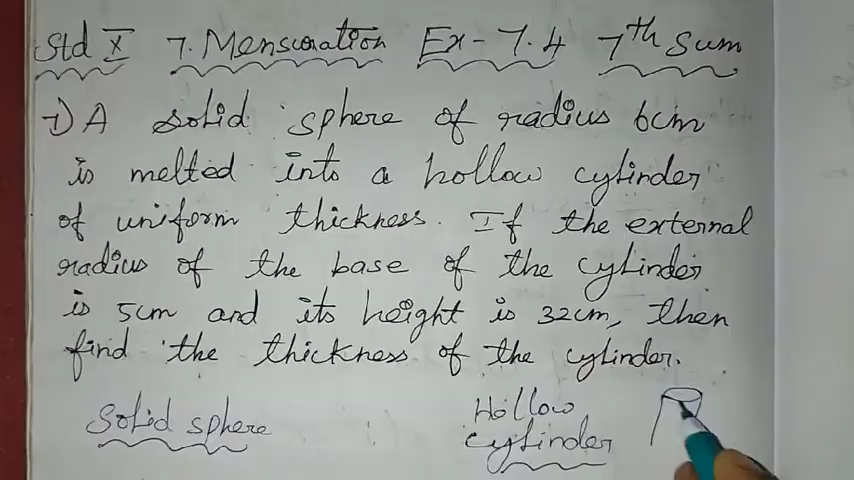 Std X 7. Mensuration Ex-7.4 7th Sum
7) A solid sphere of radius 6cm
is melted into a hollow cylinder
of uniform thickness. If the external
radius of the base of the cylinder
is 5cm and its height is 32cm, then
find the thickness of the cylinder.
Solid sphere
Hollow
cylinder